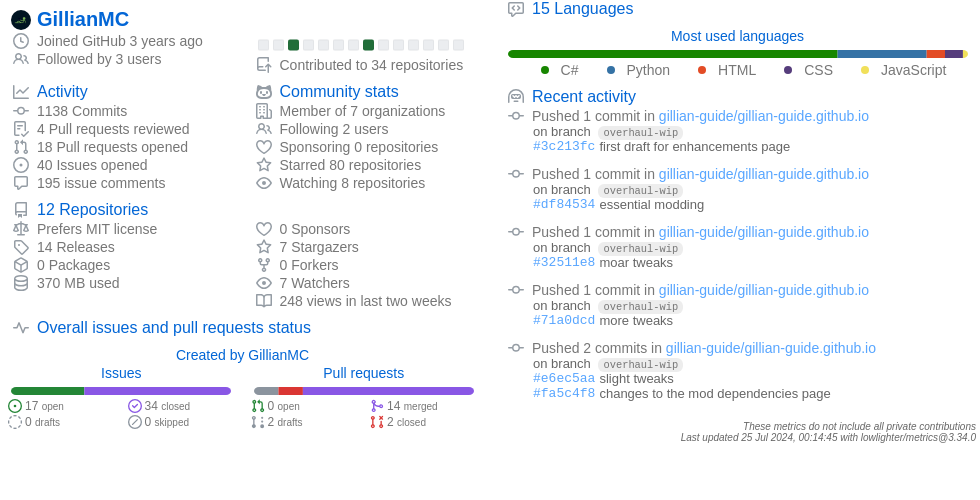 GillianMC
Joined GitHub 3 years ago
Followed by 3 users
Contributed to 34 repositories
Activity
1138 Commits
4 Pull requests reviewed
18 Pull requests opened
40 Issues opened
195 issue comments
Community stats
Member of 7 organizations
Following 2 users
Sponsoring 0 repositories
Starred 80 repositories
Watching 8 repositories
12 Repositories
Prefers MIT license
14 Releases
0 Packages
370 MB used
0 Sponsors
7 Stargazers
0 Forkers
7 Watchers
248 views in last two weeks
Overall issues and pull requests status
Created by GillianMC
Issues
17 open
34 closed
0 drafts
0 skipped
Pull requests
0 open
14 merged
2 drafts
2 closed
15 Languages
Most used languages
C# Python HTML CSS JavaScript
Recent activity
Pushed 1 commit in gillian-guide/gillian-guide.github.io
on branch overhaul-wip
#3c213fc first draft for enhancements page
Pushed 1 commit in gillian-guide/gillian-guide.github.io
on branch overhaul-wip
#df84534 essential modding
Pushed 1 commit in gillian-guide/gillian-guide.github.io
on branch overhaul-wip
#32511e8 moar tweaks
Pushed 1 commit in gillian-guide/gillian-guide.github.io
on branch overhaul-wip
#71a0dcd more tweaks
Pushed 2 commits in gillian-guide/gillian-guide.github.io
on branch overhaul-wip
#e6ec5aa slight tweaks
#fa5c4f8 changes to the mod dependencies page
These metrics do not include all private contributions
Last updated 25 Jul 2024, 00:14:45 with lowlighter/metrics@3.34.0